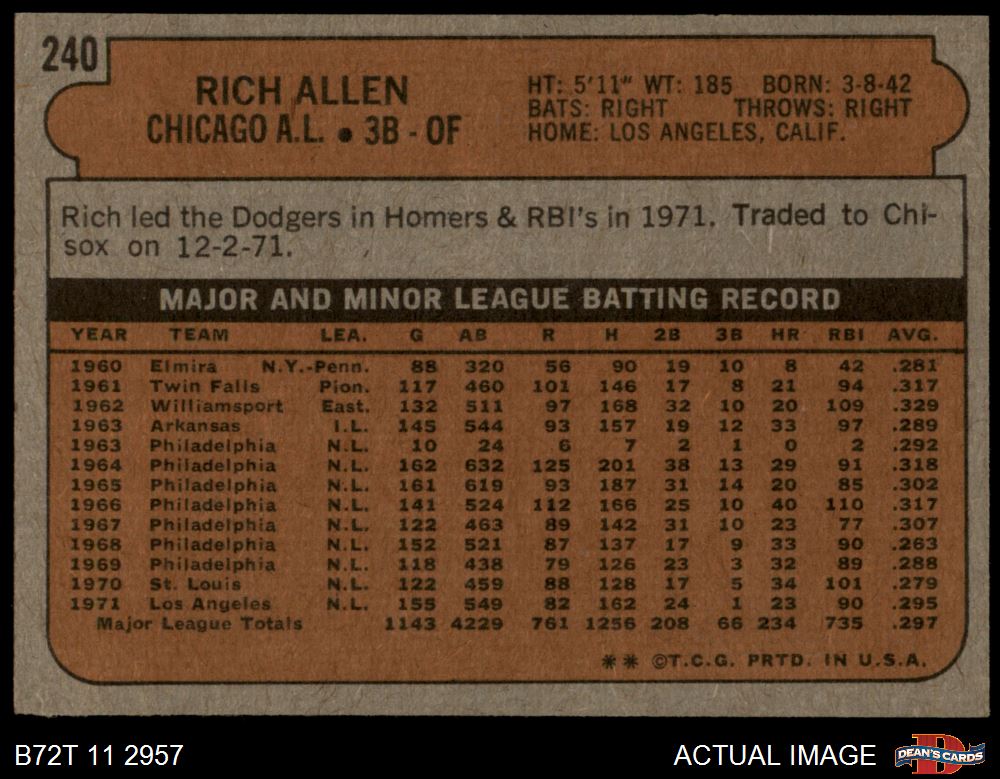 240
RICH ALLEN
CHICAGO A.L. • 3B - OF
HT: 5'11" WT: 185 BORN: 3-8-42
BATS: RIGHT THROWS: RIGHT
HOME: LOS ANGELES, CALIF.
Rich led the Dodgers in Homers & RBI's in 1971. Traded to Chi-
sox on 12-2-71.
MAJOR AND MINOR LEAGUE BATTING RECORD
YEAR TEAM LEA. G AB R H 2B 3B HR RBI AVG.
1960 Elmira N.Y.-Penn. 88 320 56 90 19 10 8 42 .281
1961 Twin Falls Pion. 117 460 101 146 17 8 21 94 .317
1962 Williamsport East. 132 511 97 168 32 10 20 109 .329
1963 Arkansas I.L. 145 544 93 157 19 12 33 97 .289
1963 Philadelphia N.L. 10 24 6 7 2 1 0 2 .292
1964 Philadelphia N.L. 162 632 125 201 38 13 29 91 .318
1965 Philadelphia N.L. 161 619 93 187 31 14 20 85 .302
1966 Philadelphia N.L. 141 524 112 166 25 10 40 110 .317
1967 Philadelphia N.L. 122 463 89 142 31 10 23 77 .307
1968 Philadelphia N.L. 152 521 87 137 17 9 33 90 .263
1969 Philadelphia N.L. 118 438 79 126 23 3 32 89 .288
1970 St. Louis N.L. 122 459 88 128 17 5 34 101 .279
1971 Los Angeles N.L. 155 549 82 162 24 1 23 90 .295
Major League Totals 1143 4229 761 1256 208 66 234 735 .297
** ©T.C.G. PRTD. IN U.S.A.
B72T 11 2957
ACTUAL IMAGE
DEAN'S CARDS